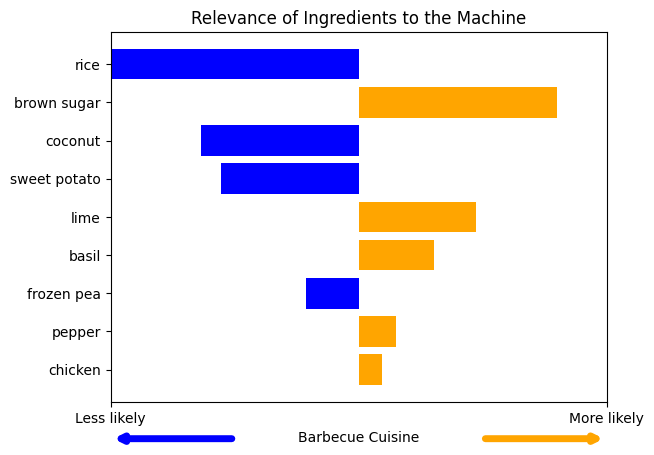 Relevance of Ingredients to the Machine
rice
brown sugar
coconut
sweet potato
lime
basil
frozen pea
pepper
chicken
Less likely
More likely
Barbecue Cuisine